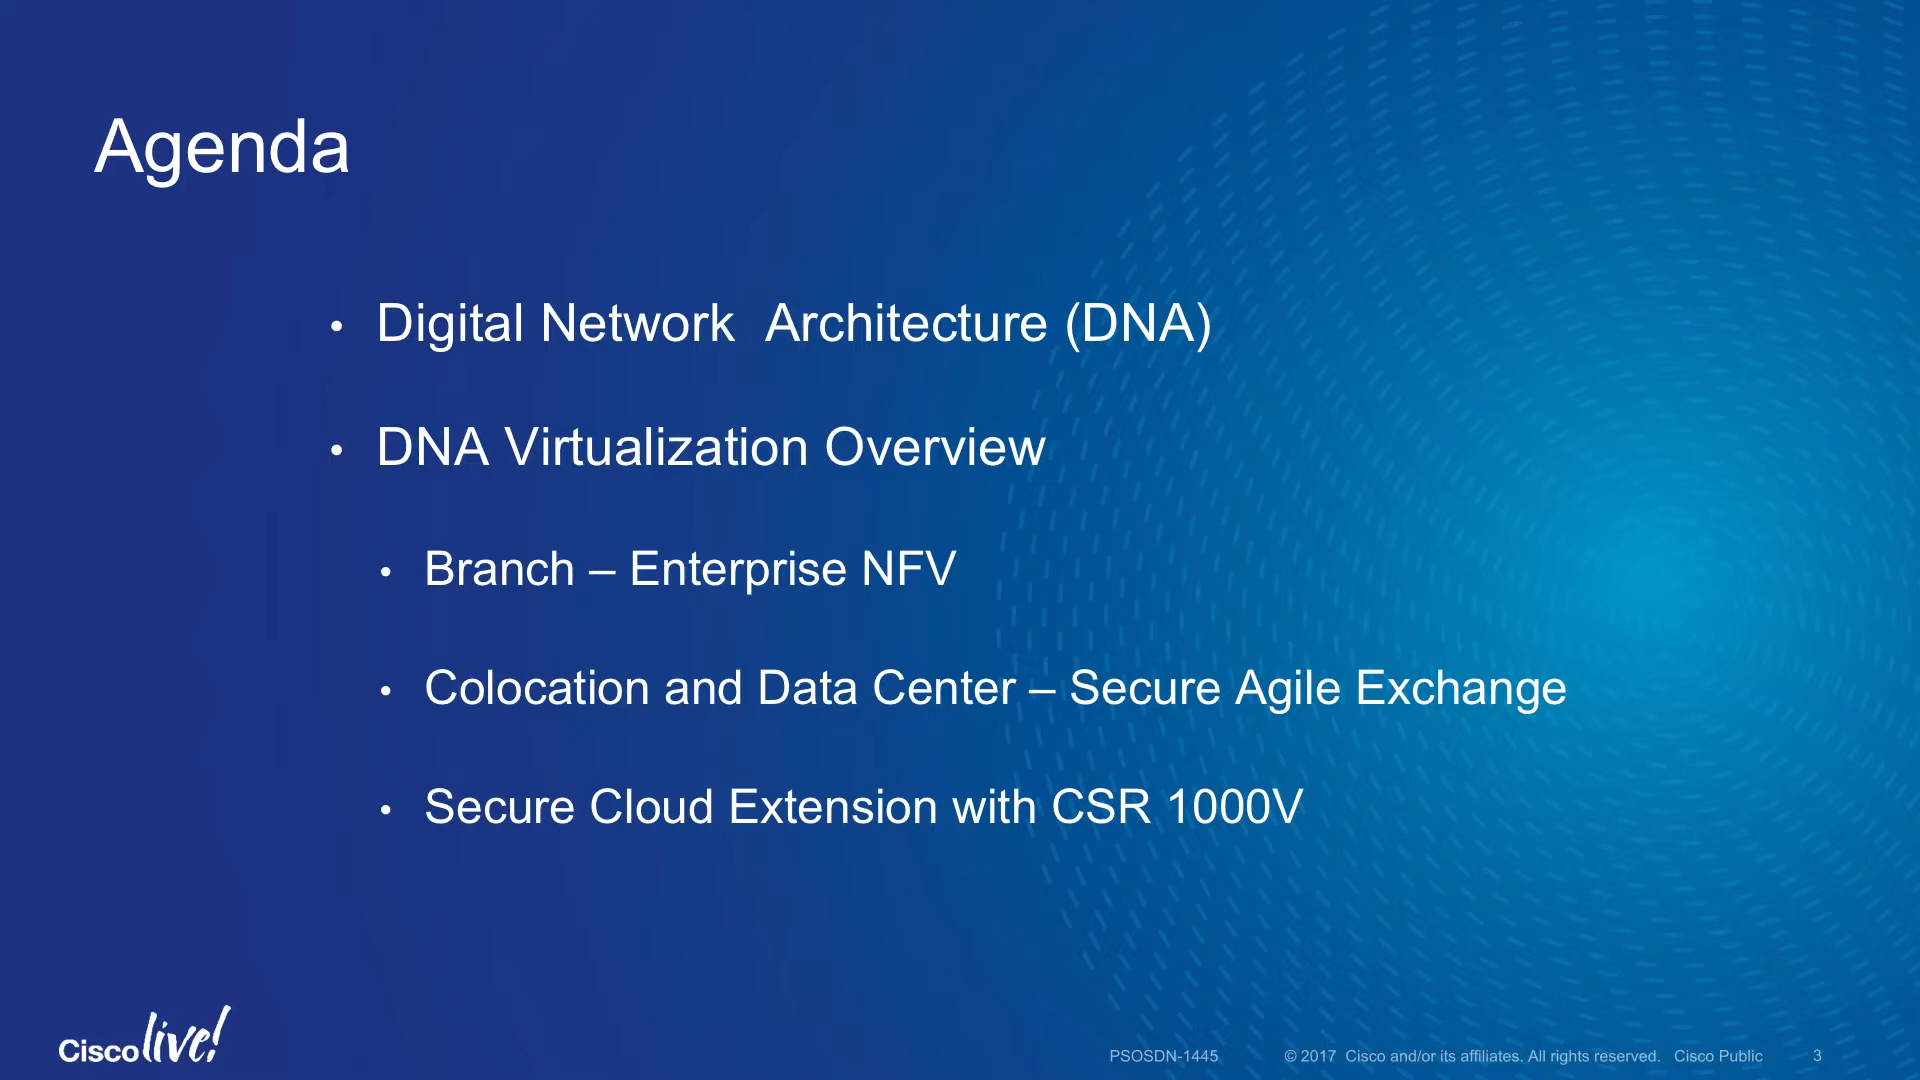 Agenda
• Digital Network  Architecture (DNA)
• DNA Virtualization Overview
• Branch – Enterprise NFV
• Colocation and Data Center – Secure Agile Exchange
• Secure Cloud Extension with CSR 1000V
Cisco live!
PSOSDN-1445 © 2017  Cisco and/or its affiliates. All rights reserved.   Cisco Public 3